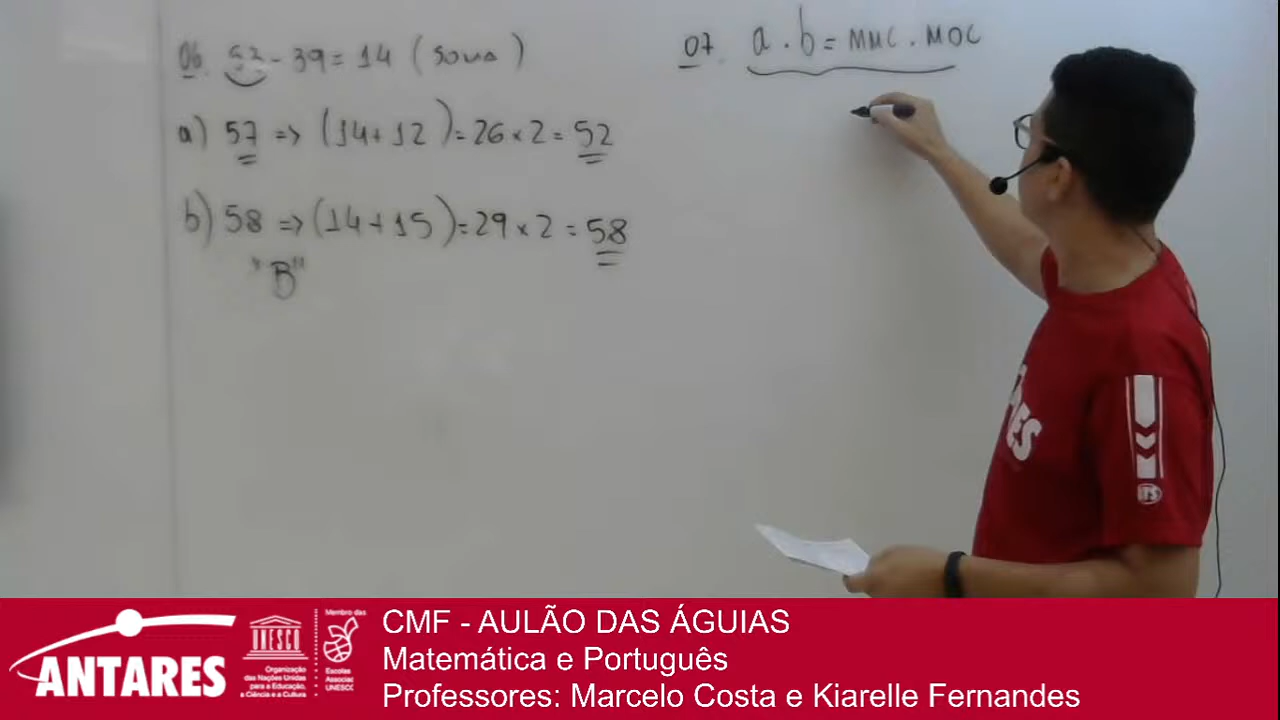 06. 53 - 39 = 14 (soma)
a) 57 => (14+12) = 26 x 2 = 52
b) 58 => (14+15) = 29 x 2 = 58
"B"
07. a . b = MMC . MDC
ES
ANTARES
UNESCO
Organização
das Nações Unidas
para a Educação,
a Ciência e a Cultura
Membro das
Escolas
Associadas
UNESCO
CMF - AULÃO DAS ÁGUIAS
Matemática e Português
Professores: Marcelo Costa e Kiarelle Fernandes